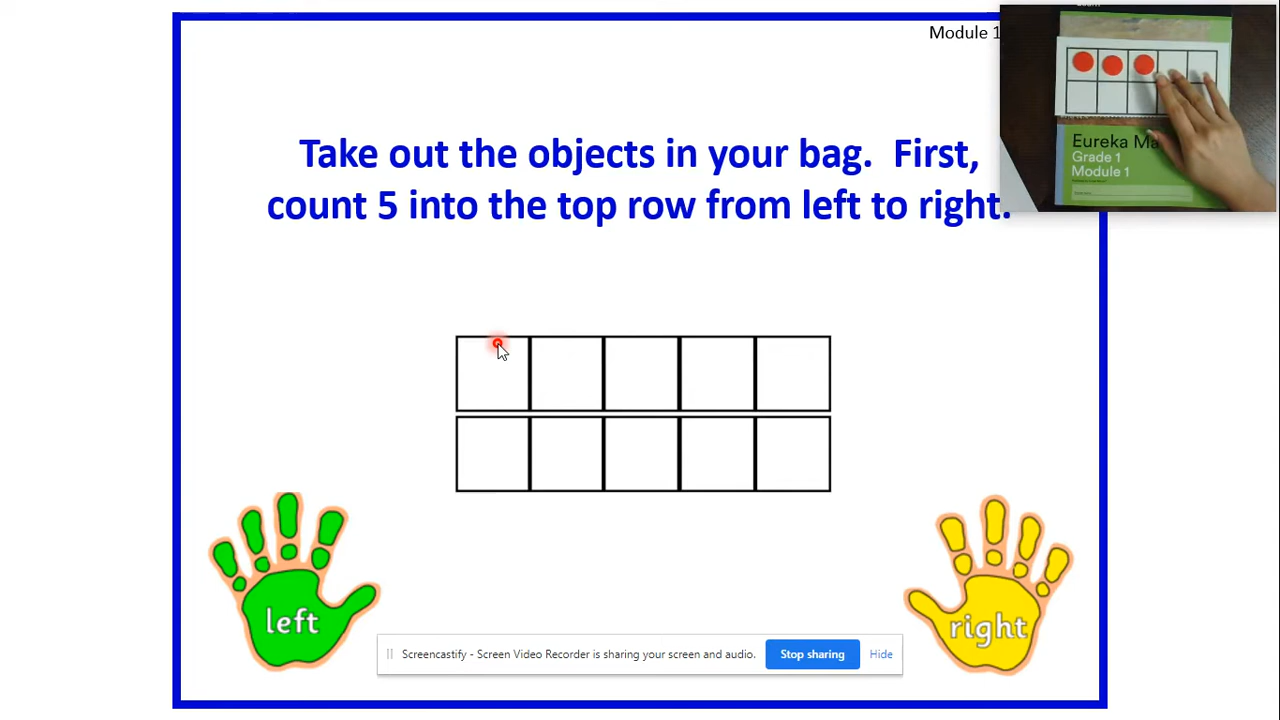 Module 1
Take out the objects in your bag. First,
count 5 into the top row from left to right.
Eureka Ma
Grade 1
Module 1
left
right
Screencastify - Screen Video Recorder is sharing your screen and audio.
Stop sharing
Hide